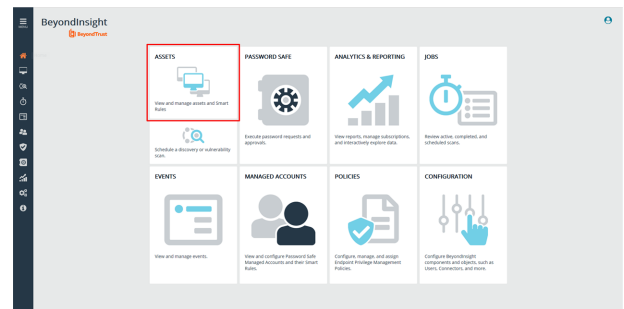 BeyondInsight
BeyondTrust
MENU
ASSETS
View and manage assets and Smart
Rules.
Schedule a discovery or vulnerability
scan.
PASSWORD SAFE
Execute password requests and
approvals.
ANALYTICS & REPORTING
View reports, manage subscriptions,
and interactively explore data.
JOBS
Review active, completed, and
scheduled scans.
EVENTS
View and manage events.
MANAGED ACCOUNTS
View and configure Password Safe
Managed Accounts and their Smart
Rules.
POLICIES
Configure, manage, and assign
Endpoint Privilege Management
Policies.
CONFIGURATION
Configure BeyondInsight
components and objects, such as
Users, Connectors, and more.